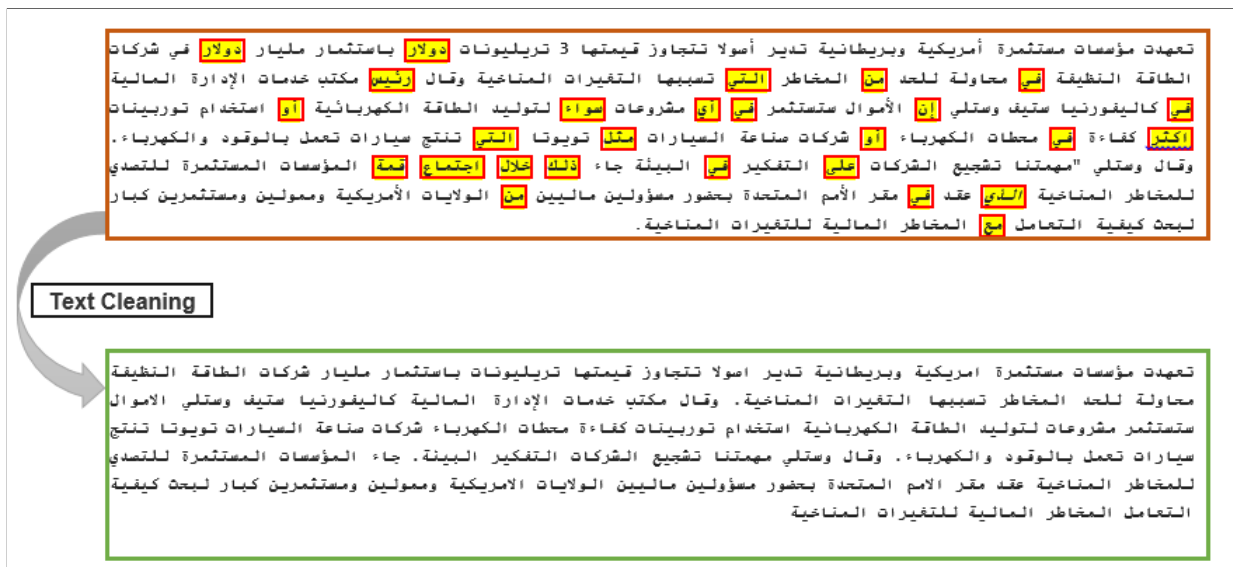 تعهدت مؤسسات مستثمرة أمريكية وبريطانية تدير أصولا تتجاوز قيمتها 3 تريليونات دولار باستثمار مليار دولار في شركات
الطاقة النظيفة في محاولة للحد من المخاطر التي تسببها التغيرات المناخية وقال رئيس مكتب خدمات الإدارة المالية
في كاليفورنيا ستيف وستلي إن الأموال ستستثمر في أي مشروعات سواء لتوليد الطاقة الكهربائية أو استخدام توربينات
اكثر كفاءة في محطات الكهرباء أو شركات صناعة السيارات مثل تويوتا التي تنتج سيارات تعمل بالوقود والكهرباء.
وقال وستلي "مهمتنا تشجيع الشركات على التفكير في البيئة جاء ذلك خلال اجتماع قمة المؤسسات المستثمرة للتصدي
للمخاطر المناخية الذي عقد في مقر الأمم المتحدة بحضور مسؤولين ماليين من الولايات الأمريكية وممولين ومستثمرين كبار
لبحث كيفية التعامل مع المخاطر المالية للتغيرات المناخية.
Text Cleaning
تعهدت مؤسسات مستثمرة امريكية وبريطانية تدير اصولا تتجاوز قيمتها تريليونات باستثمار مليار شركات الطاقة النظيفة
محاولة للحد المخاطر تسببها التغيرات المناخية. وقال مكتب خدمات الإدارة المالية كاليفورنيا ستيف وستلي الاموال
ستستثمر مشروعات لتوليد الطاقة الكهربائية استخدام توربينات كفاءة محطات الكهرباء شركات صناعة السيارات تويوتا تنتج
سيارات تعمل بالوقود والكهرباء. وقال وستلي مهمتنا تشجيع الشركات التفكير البيئة. جاء المؤسسات المستثمرة للتصدي
للمخاطر المناخية عقد مقر الامم المتحدة بحضور مسؤولين ماليين الولايات الامريكية وممولين ومستثمرين كبار لبحث كيفية
التعامل المخاطر المالية للتغيرات المناخية